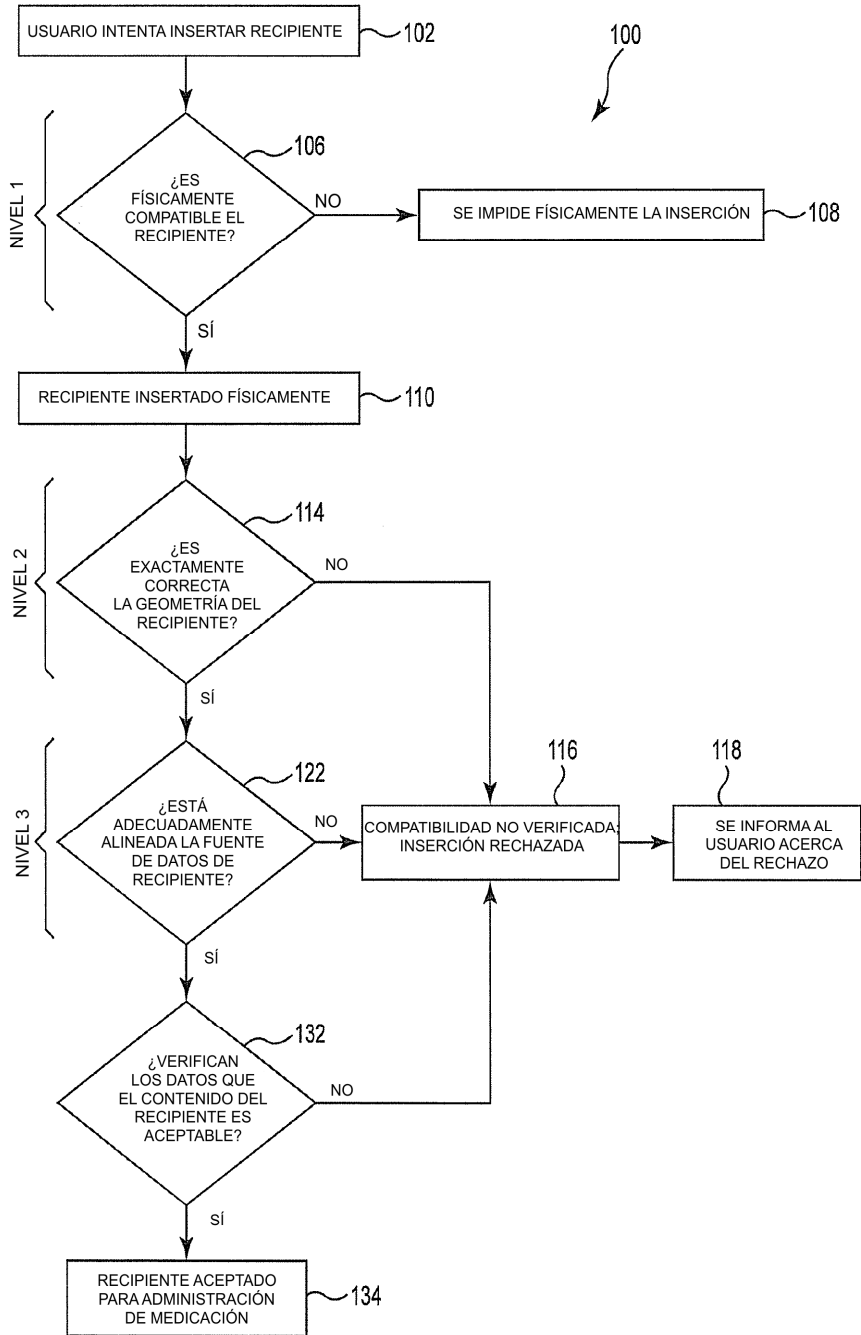 USUARIO INTENTA INSERTAR RECIPIENTE
102
100
NIVEL 1
106
¿ES
FÍSICAMENTE
COMPATIBLE EL
RECIPIENTE?
NO
SE IMPIDE FÍSICAMENTE LA INSERCIÓN
108
SÍ
RECIPIENTE INSERTADO FÍSICAMENTE
110
NIVEL 2
114
¿ES
EXACTAMENTE
CORRECTA
LA GEOMETRÍA DEL
RECIPIENTE?
NO
SÍ
NIVEL 3
122
¿ESTÁ
ADECUADAMENTE
ALINEADA LA FUENTE
DE DATOS DE
RECIPIENTE?
NO
116
COMPATIBILIDAD NO VERIFICADA;
INSERCIÓN RECHAZADA
118
SE INFORMA AL
USUARIO ACERCA
DEL RECHAZO
SÍ
132
¿VERIFICAN
LOS DATOS QUE
EL CONTENIDO DEL
RECIPIENTE ES
ACEPTABLE?
NO
SÍ
RECIPIENTE ACEPTADO
PARA ADMINISTRACIÓN
DE MEDICACIÓN
134